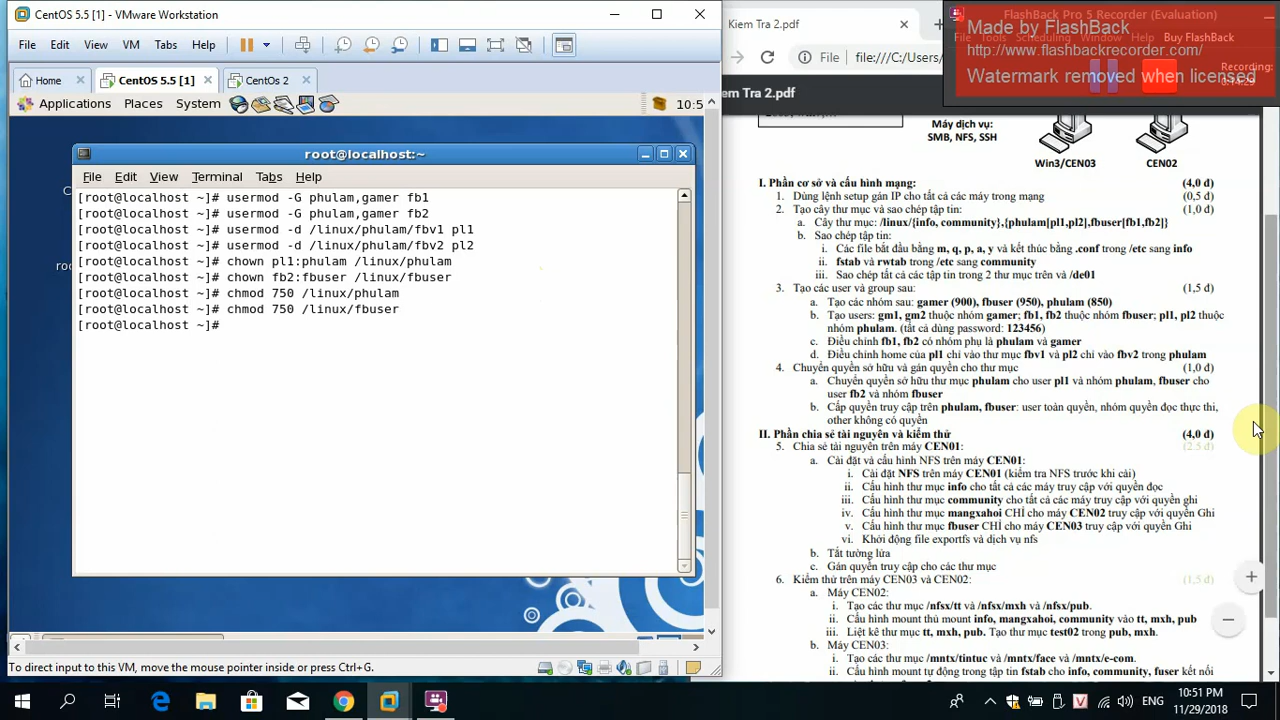 CentOS 5.5 [1] - VMware Workstation
File Edit View VM Tabs Help
Home CentOS 5.5 [1] CentOs 2
Applications Places System 10:5
root@localhost:~
File Edit View Terminal Tabs Help
[root@localhost ~]# usermod -G phulam,gamer fb1
[root@localhost ~]# usermod -G phulam,gamer fb2
[root@localhost ~]# usermod -d /linux/phulam/fbv1 pl1
[root@localhost ~]# usermod -d /linux/phulam/fbv2 pl2
[root@localhost ~]# chown pl1:phulam /linux/phulam
[root@localhost ~]# chown fb2:fbuser /linux/fbuser
[root@localhost ~]# chmod 750 /linux/phulam
[root@localhost ~]# chmod 750 /linux/fbuser
[root@localhost ~]#
To direct input to this VM, move the mouse pointer inside or press Ctrl+G.
Kiem Tra 2.pdf
File file:///C:/Users/
em Tra 2.pdf
FlashBack Pro 5 Recorder (Evaluation)
Made by FlashBack
File Tools Scheduling Window Help Buy FlashBack
http://www.flashbackrecorder.com/
Watermark removed when licensed
Recording:
0:14:29
Máy dịch vụ:
SMB, NFS, SSH
Win3/CEN03 CEN02
I. Phần cơ sở và cấu hình mạng: (4,0 đ)
1. Dùng lệnh setup gán IP cho tất cả các máy trong mạng (0,5 đ)
2. Tạo cây thư mục và sao chép tập tin: (1,0 đ)
a. Cây thư mục: /linux/{info, community},{phulam[pl1,pl2],fbuser[fb1,fb2]}
b. Sao chép tập tin:
i. Các file bắt đầu bằng m, q, p, a, y và kết thúc bằng .conf trong /etc sang info
ii. fstab và rwtab trong /etc sang community
iii. Sao chép tất cả các tập tin trong 2 thư mục trên và /de01
3. Tạo các user và group sau: (1,5 đ)
a. Tạo các nhóm sau: gamer (900), fbuser (950), phulam (850)
b. Tạo users: gm1, gm2 thuộc nhóm gamer; fb1, fb2 thuộc nhóm fbuser; pl1, pl2 thuộc
nhóm phulam. (tất cả dùng password: 123456)
c. Điều chỉnh fb1, fb2 có nhóm phụ là phulam và gamer
d. Điều chỉnh home của pl1 chỉ vào thư mục fbv1 và pl2 chỉ vào fbv2 trong phulam
4. Chuyển quyền sở hữu và gán quyền cho thư mục (1,0 đ)
a. Chuyển quyền sở hữu thư mục phulam cho user pl1 và nhóm phulam, fbuser cho
user fb2 và nhóm fbuser
b. Cấp quyền truy cập trên phulam, fbuser: user toàn quyền, nhóm quyền đọc thực thi,
other không có quyền
II. Phần chia sẻ tài nguyên và kiểm thử (4,0 đ)
5. Chia sẻ tài nguyên trên máy CEN01: (2.5 đ)
a. Cài đặt và cấu hình NFS trên máy CEN01:
i. Cài đặt NFS trên máy CEN01 (kiểm tra NFS trước khi cài)
ii. Cấu hình thư mục info cho tất cả các máy truy cập với quyền đọc
iii. Cấu hình thư mục community cho tất cả các máy truy cập với quyền ghi
iv. Cấu hình thư mục mangxahoi CHỈ cho máy CEN02 truy cập với quyền Ghi
v. Cấu hình thư mục fbuser CHỈ cho máy CEN03 truy cập với quyền Ghi
vi. Khởi động file exportfs và dịch vụ nfs
b. Tắt tường lửa
c. Gán quyền truy cập cho các thư mục
6. Kiểm thử trên máy CEN03 và CEN02: (1,5 đ)
a. Máy CEN02:
i. Tạo các thư mục /nfsx/tt và /nfsx/mxh và /nfsx/pub.
ii. Cấu hình mount thủ mount info, mangxahoi, community vào tt, mxh, pub
iii. Liệt kê thư mục tt, mxh, pub. Tạo thư mục test02 trong pub, mxh.
b. Máy CEN03:
i. Tạo các thư mục /mntx/tintuc và /mntx/face và /mntx/e-com.
ii. Cấu hình mount tự động trong tập tin fstab cho info, community, fuser kết nối
ENG
10:51 PM
11/29/2018